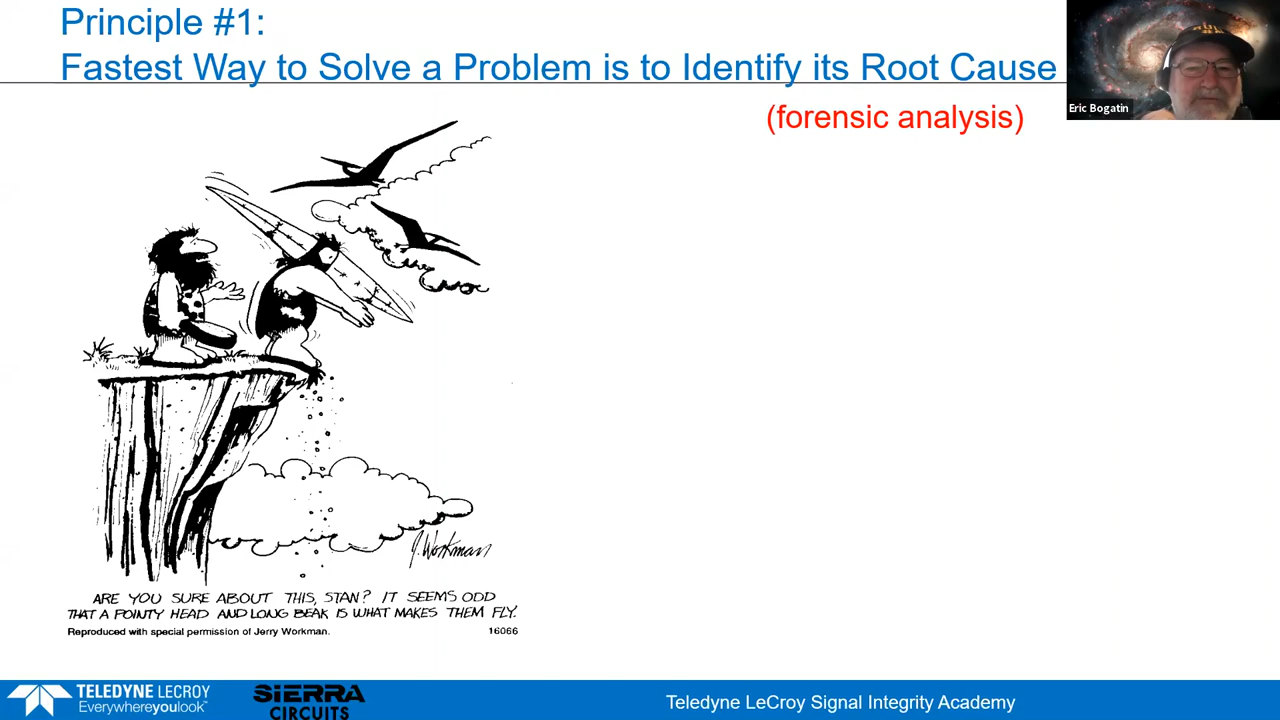 Principle #1:
Fastest Way to Solve a Problem is to Identify its Root Cause
(forensic analysis)
Eric Bogatin
J. Workman
ARE YOU SURE ABOUT THIS, STAN? IT SEEMS ODD
THAT A POINTY HEAD AND LONG BEAK IS WHAT MAKES THEM FLY.
Reproduced with special permission of Jerry Workman. 16066
TELEDYNE LECROY
Everywhereyoulook™
SIERRA
CIRCUITS
Teledyne LeCroy Signal Integrity Academy